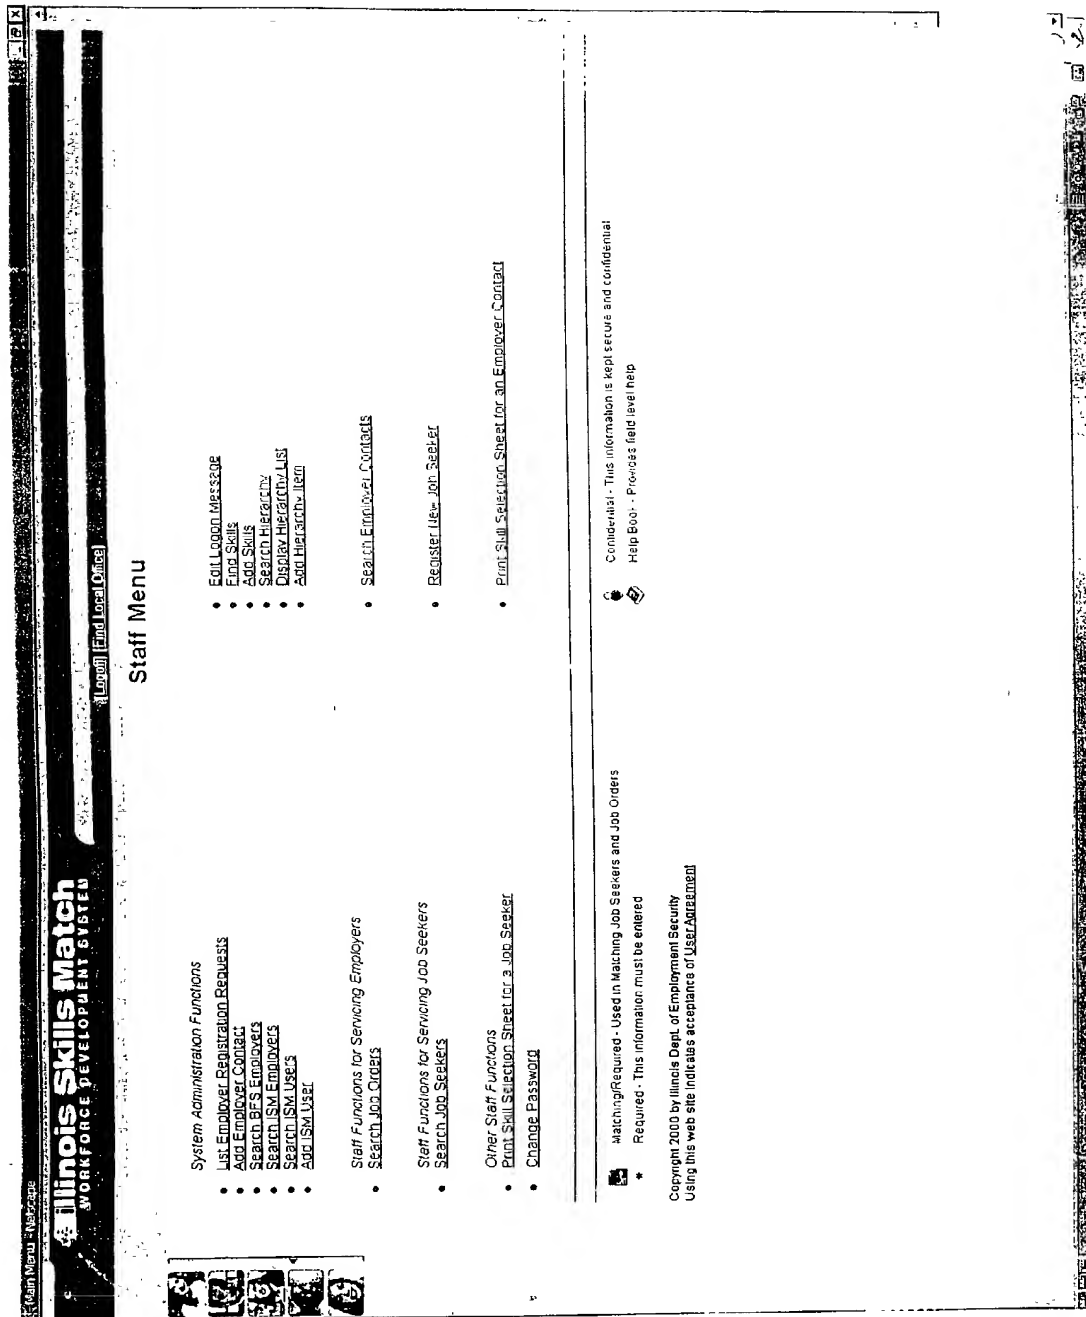 Main Menu - Netscape
Illinois Skills Match
WORKFORCE DEVELOPMENT SYSTEM
[Logoff] [Find Local Office]
Staff Menu
System Administration Functions
• List Employer Registration Requests
• Add Employer Contact
• Search BFS Employers
• Search ISM Employers
• Search ISM Users
• Add ISM User
• Edit Logon Message
• Find Skills
• Add Skills
• Search Hierarchy
• Display Hierarchy List
• Add Hierarchy Item
Staff Functions for Servicing Employers
• Search Job Orders
• Search Employer Contacts
Staff Functions for Servicing Job Seekers
• Search Job Seekers
• Register New Job Seeker
Other Staff Functions
• Print Skill Selection Sheet for a Job Seeker
• Change Password
• Print Skill Selection Sheet for an Employer Contact
Matching/Required - Used in Matching Job Seekers and Job Orders
* Required - This information must be entered
Confidential - This information is kept secure and confidential
Help Book - Provides field level help
Copyright 2000 by Illinois Dept. of Employment Security
Using this web site indicates acceptance of User Agreement